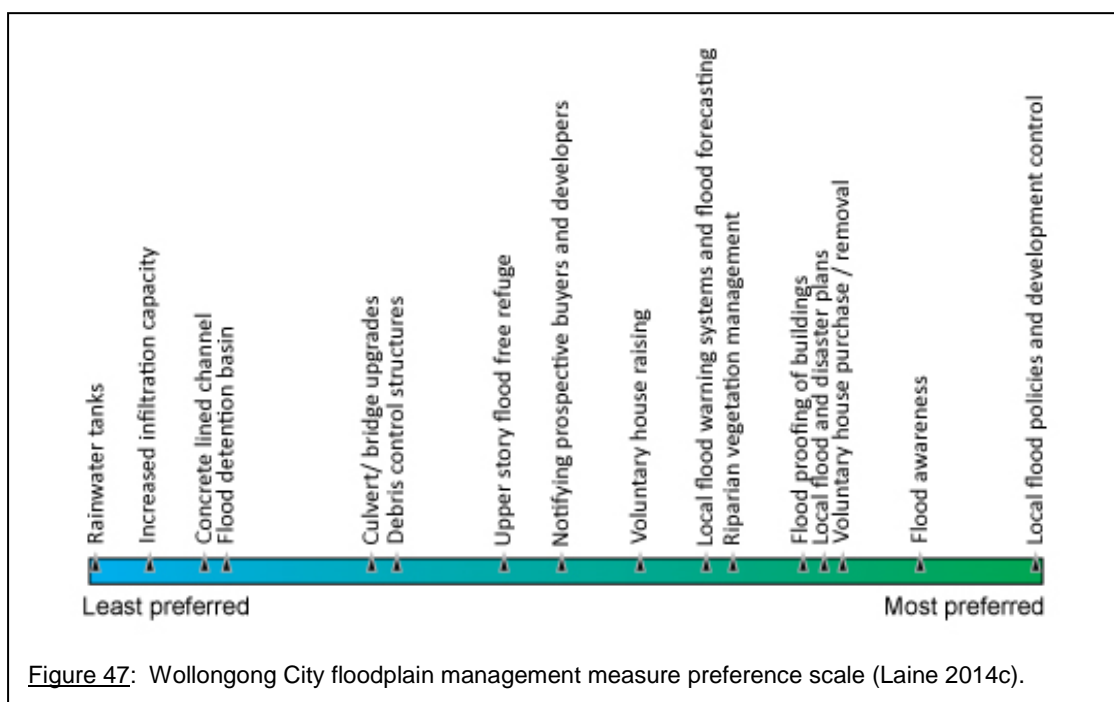 Rainwater tanks
Increased infiltration capacity
Concrete lined channel
Flood detention basin
Culvert/ bridge upgrades
Debris control structures
Upper story flood free refuge
Notifying prospective buyers and developers
Voluntary house raising
Local flood warning systems and flood forecasting
Riparian vegetation management
Flood proofing of buildings
Local flood and disaster plans
Voluntary house purchase / removal
Flood awareness
Local flood policies and development control
Least preferred
Most preferred
Figure 47: Wollongong City floodplain management measure preference scale (Laine 2014c).